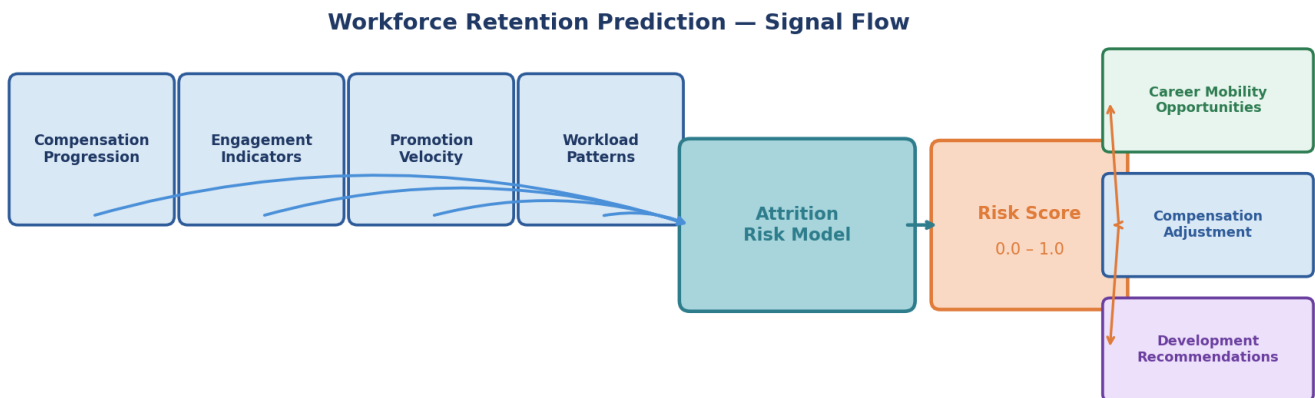 Workforce Retention Prediction — Signal Flow
Compensation
Progression
Engagement
Indicators
Promotion
Velocity
Workload
Patterns
Attrition
Risk Model
Risk Score
0.0 – 1.0
Career Mobility
Opportunities
Compensation
Adjustment
Development
Recommendations